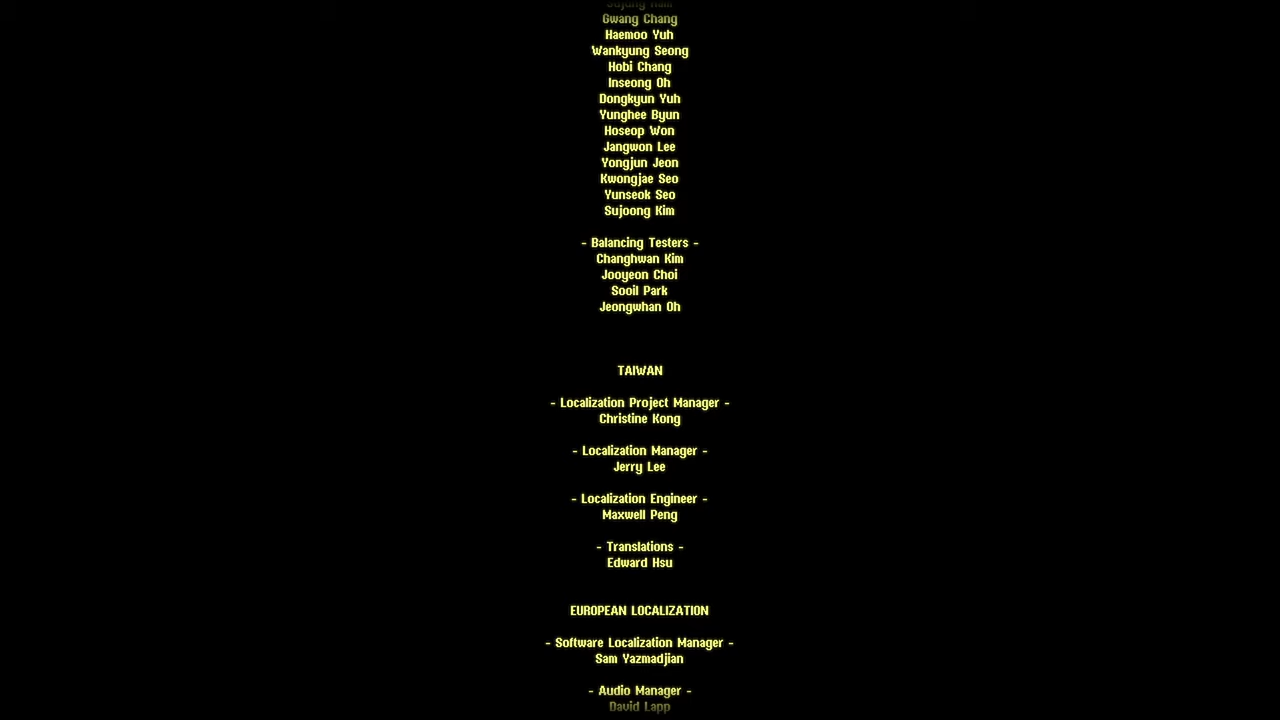 Gwang Chang
Haemoo Yuh
Wankyung Seong
Hobi Chang
Inseong Oh
Dongkyun Yuh
Yunghee Byun
Hoseop Won
Jangwon Lee
Yongjun Jeon
Kwongjae Seo
Yunseok Seo
Sujoong Kim
- Balancing Testers -
Changhwan Kim
Jooyeon Choi
Sooil Park
Jeongwhan Oh
TAIWAN
- Localization Project Manager -
Christine Kong
- Localization Manager -
Jerry Lee
- Localization Engineer -
Maxwell Peng
- Translations -
Edward Hsu
EUROPEAN LOCALIZATION
- Software Localization Manager -
Sam Yazmadjian
- Audio Manager -
David Lapp